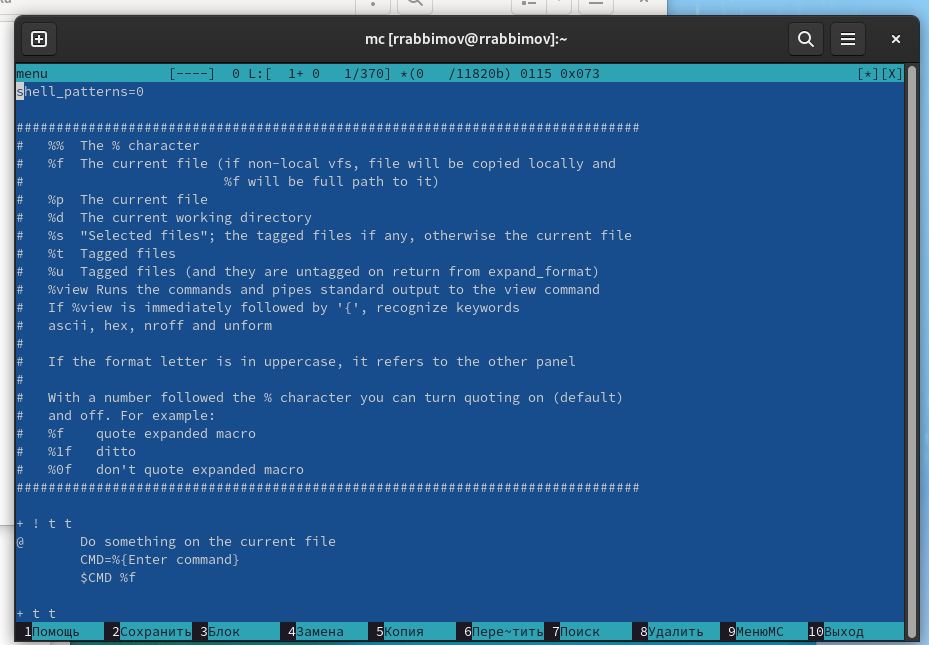 mc [rrabbimov@rrabbimov]:~
menu [----] 0 L:[ 1+ 0 1/370] *(0 /11820b) 0115 0x073 [*][X]
shell_patterns=0
##############################################################################
# %% The % character
# %f The current file (if non-local vfs, file will be copied locally and
# %f will be full path to it)
# %p The current file
# %d The current working directory
# %s "Selected files"; the tagged files if any, otherwise the current file
# %t Tagged files
# %u Tagged files (and they are untagged on return from expand_format)
# %view Runs the commands and pipes standard output to the view command
# If %view is immediately followed by '{', recognize keywords
# ascii, hex, nroff and unform
#
# If the format letter is in uppercase, it refers to the other panel
#
# With a number followed the % character you can turn quoting on (default)
# and off. For example:
# %f quote expanded macro
# %1f ditto
# %0f don't quote expanded macro
##############################################################################
+ ! t t
@ Do something on the current file
CMD=%{Enter command}
$CMD %f
+ t t
1Помощь 2Сохранить 3Блок 4Замена 5Копия 6Пере~тить 7Поиск 8Удалить 9МенюMC 10Выход